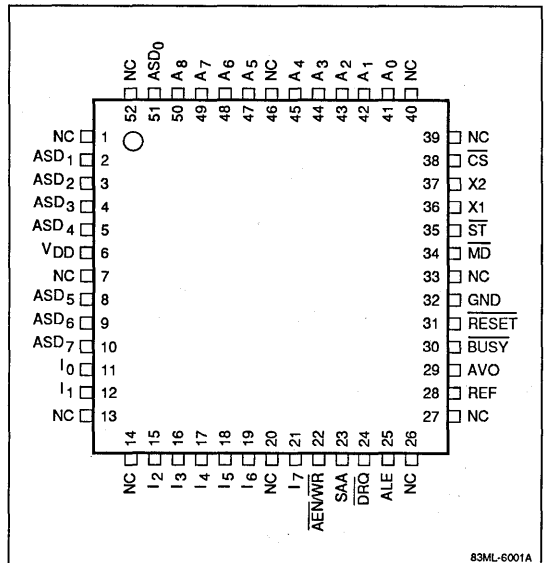 NC ASD0 A8 A7 A6 A5 NC A4 A3 A2 A1 A0 NC
52 51 50 49 48 47 46 45 44 43 42 41 40
NC 1 39 NC
ASD1 2 38 CS
ASD2 3 37 X2
ASD3 4 36 X1
ASD4 5 35 ST
VDD 6 34 MD
NC 7 33 NC
ASD5 8 32 GND
ASD6 9 31 RESET
ASD7 10 30 BUSY
I0 11 29 AVO
I1 12 28 REF
NC 13 27 NC
14 15 16 17 18 19 20 21 22 23 24 25 26
NC I2 I3 I4 I5 I6 NC I7 AEN/WR SAA DRQ ALE NC
83ML-6001A